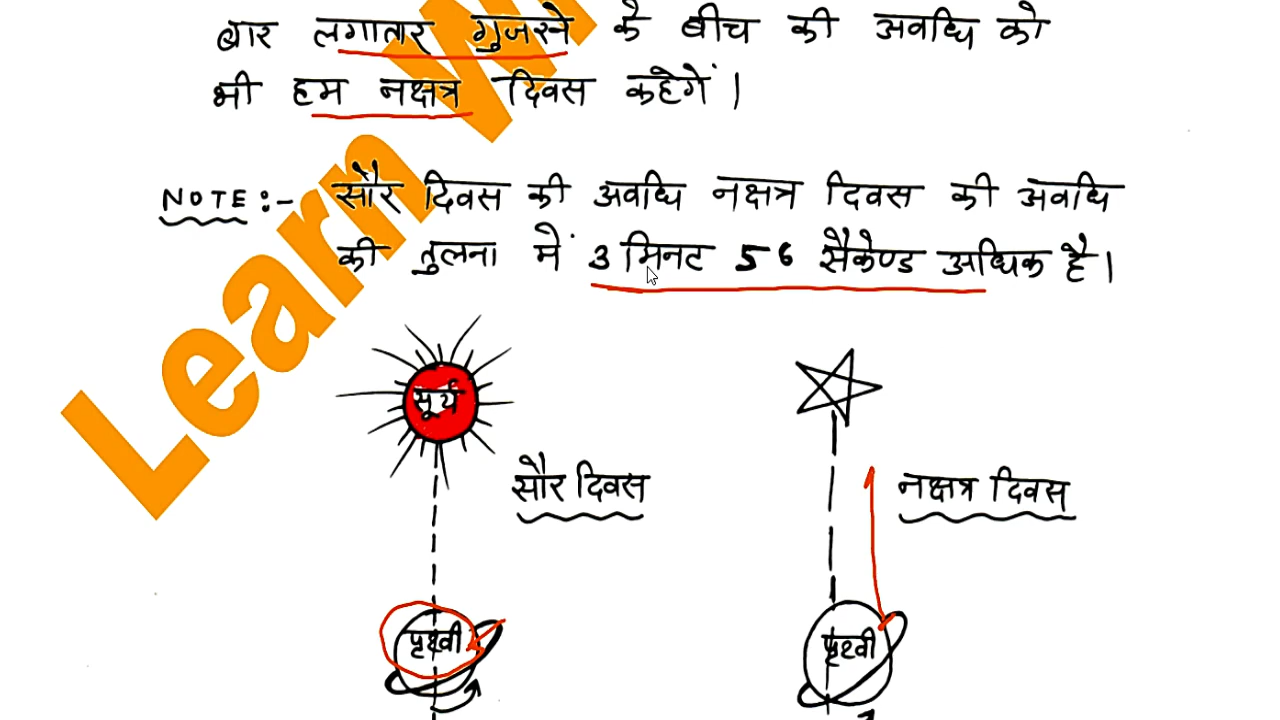 बार लगातार गुजरने के बीच की अवधि को
भी हम नक्षत्र दिवस कहेगें।
NOTE:- सौर दिवस की अवधि नक्षत्र दिवस की अवधि
की तुलना में 3 मिनट 56 सैकेण्ड अधिक है।
सूर्य
सौर दिवस
नक्षत्र दिवस
पृथ्वी
पृथ्वी
Learn W